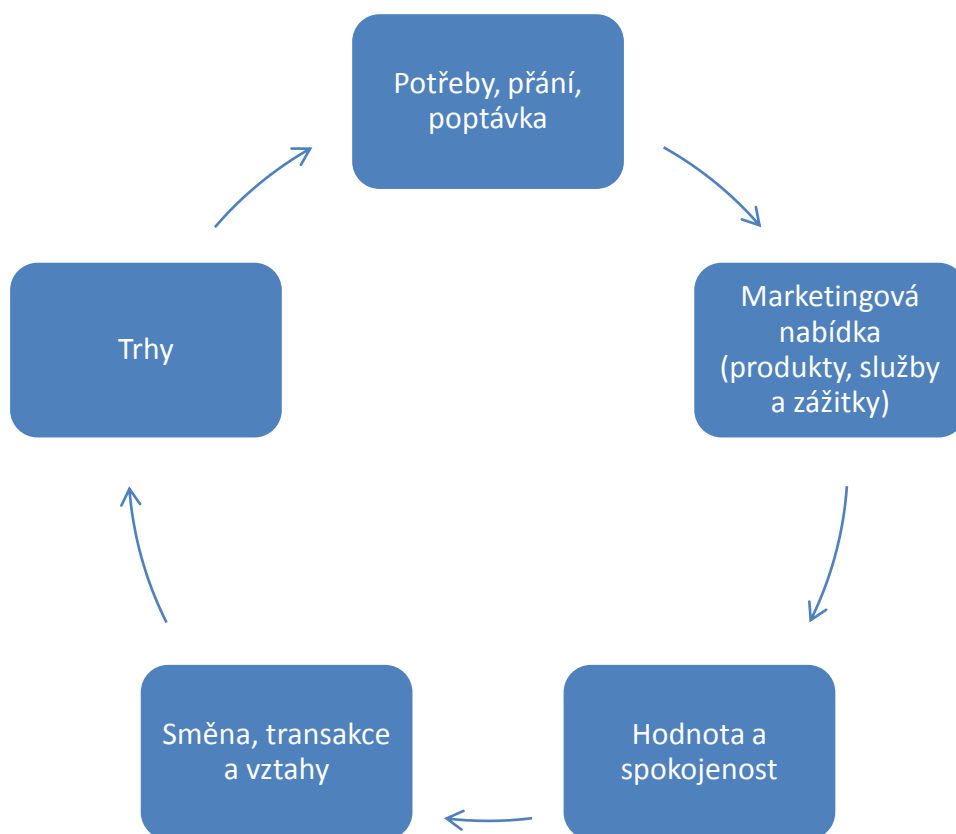 Potřeby, přání,
poptávka
Marketingová
nabídka
(produkty, služby
a zážitky)
Hodnota a
spokojenost
Směna, transakce
a vztahy
Trhy